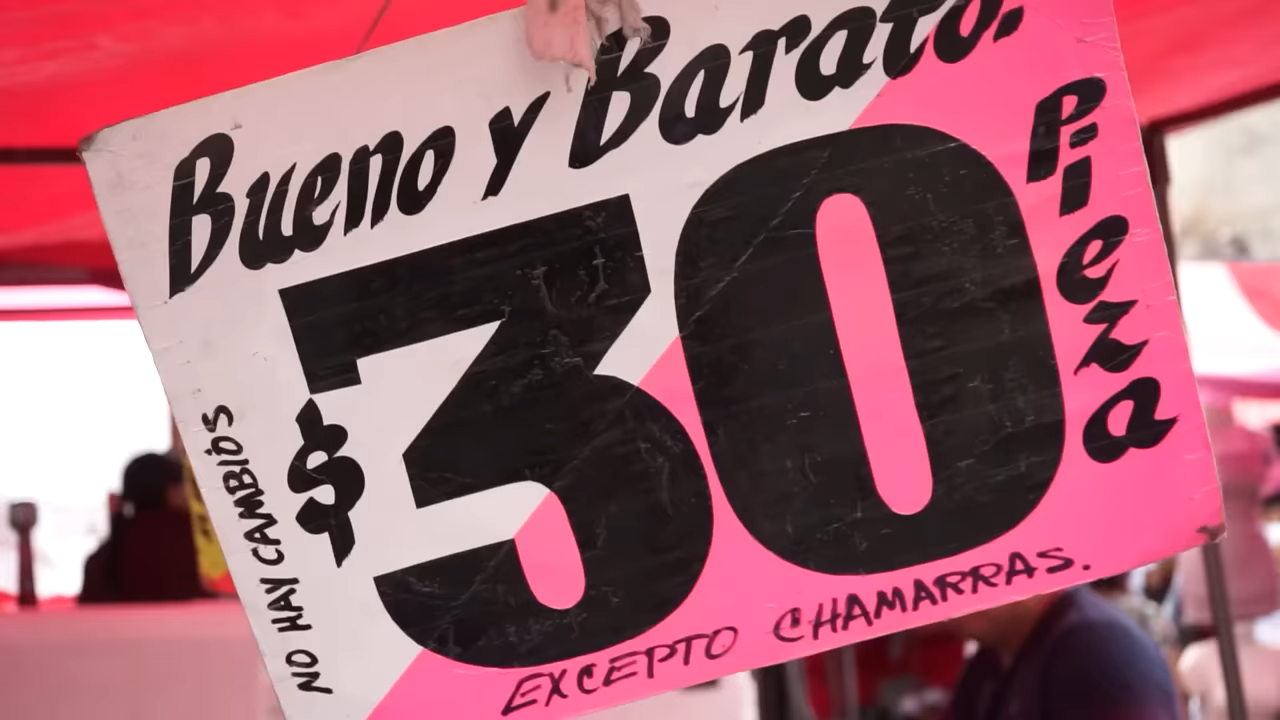 Bueno y Barato.
$30
Pieza
NO HAY CAMBIOS
EXCEPTO CHAMARRAS.